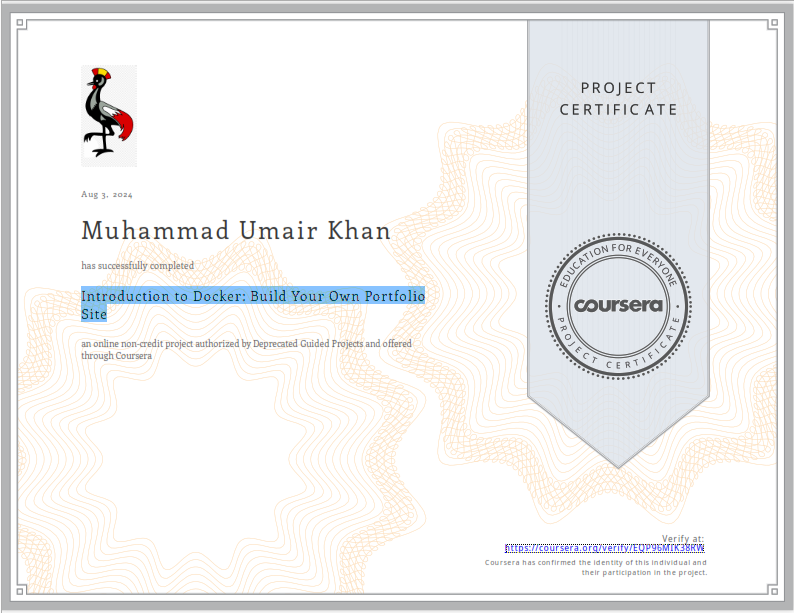 PROJECT
CERTIFICATE
Aug 3, 2024
Muhammad Umair Khan
has successfully completed
Introduction to Docker: Build Your Own Portfolio
Site
an online non-credit project authorized by Deprecated Guided Projects and offered
through Coursera
EDUCATION FOR EVERYONE
coursera
PROJECT CERTIFICATE
Verify at:
https://coursera.org/verify/EQP96MIK38RW
Coursera has confirmed the identity of this individual and
their participation in the project.